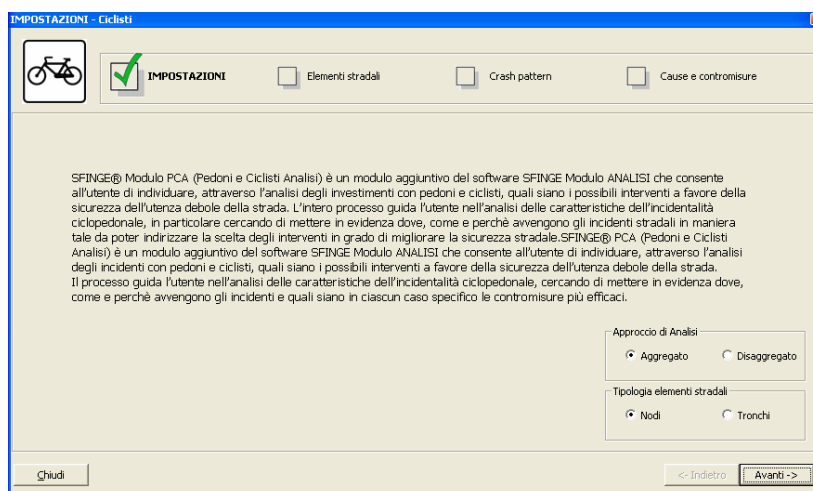 IMPOSTAZIONI - Ciclisti
IMPOSTAZIONI
Elementi stradali
Crash pattern
Cause e contromisure
SFINGE® Modulo PCA (Pedoni e Ciclisti Analisi) è un modulo aggiuntivo del software SFINGE Modulo ANALISI che consente
all'utente di individuare, attraverso l'analisi degli investimenti con pedoni e ciclisti, quali siano i possibili interventi a favore della
sicurezza dell'utenza debole della strada. L'intero processo guida l'utente nell'analisi delle caratteristiche dell'incidentalità
ciclopedonale, in particolare cercando di mettere in evidenza dove, come e perchè avvengono gli incidenti stradali in maniera
tale da poter indirizzare la scelta degli interventi in grado di migliorare la sicurezza stradale.SFINGE® PCA (Pedoni e Ciclisti
Analisi) è un modulo aggiuntivo del software SFINGE Modulo ANALISI che consente all'utente di individuare, attraverso l'analisi
degli incidenti con pedoni e ciclisti, quali siano i possibili interventi a favore della sicurezza dell'utenza debole della strada.
Il processo guida l'utente nell'analisi delle caratteristiche dell'incidentalità ciclopedonale, cercando di mettere in evidenza dove,
come e perchè avvengono gli incidenti e quali siano in ciascun caso specifico le contromisure più efficaci.
Approccio di Analisi
Aggregato
Disaggregato
Tipologia elementi stradali
Nodi
Tronchi
Chiudi
<- Indietro
Avanti ->